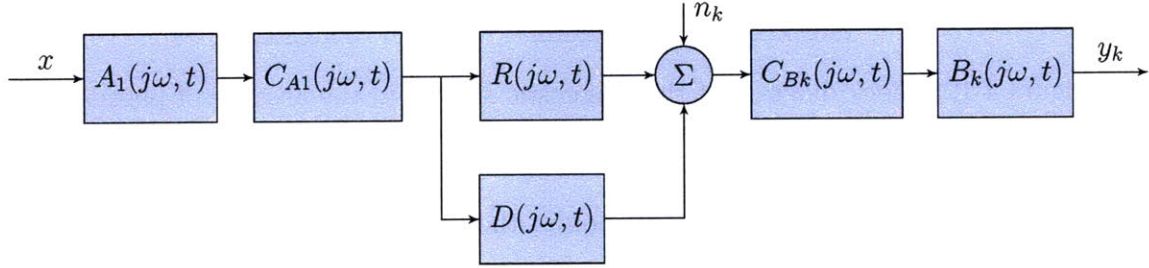 n_k
x
A_1(jω, t)
C_{A1}(jω, t)
R(jω, t)
Σ
C_{Bk}(jω, t)
B_k(jω, t)
y_k
D(jω, t)